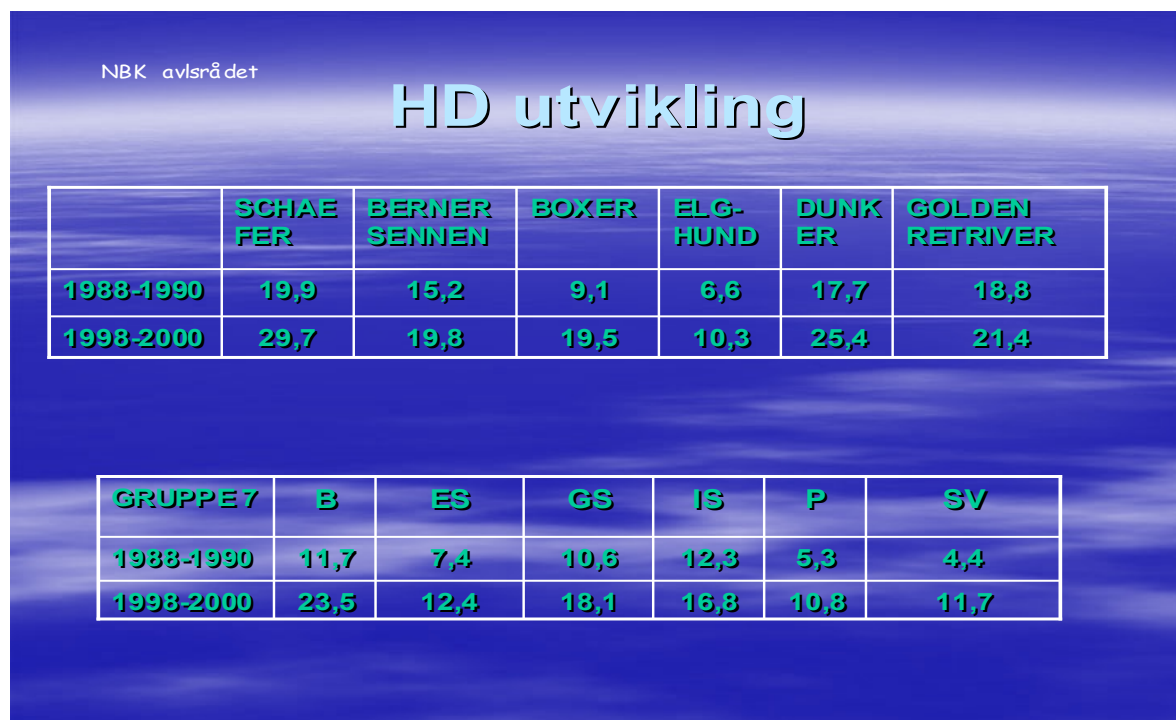 NBK avlsrådet
HD utvikling
SCHAE BERNER BOXER ELG- DUNK GOLDEN
FER SENNEN HUND ER RETRIVER
1988-1990 19,9 15,2 9,1 6,6 17,7 18,8
1998-2000 29,7 19,8 19,5 10,3 25,4 21,4
GRUPPE 7 B ES GS IS P SV
1988-1990 11,7 7,4 10,6 12,3 5,3 4,4
1998-2000 23,5 12,4 18,1 16,8 10,8 11,7